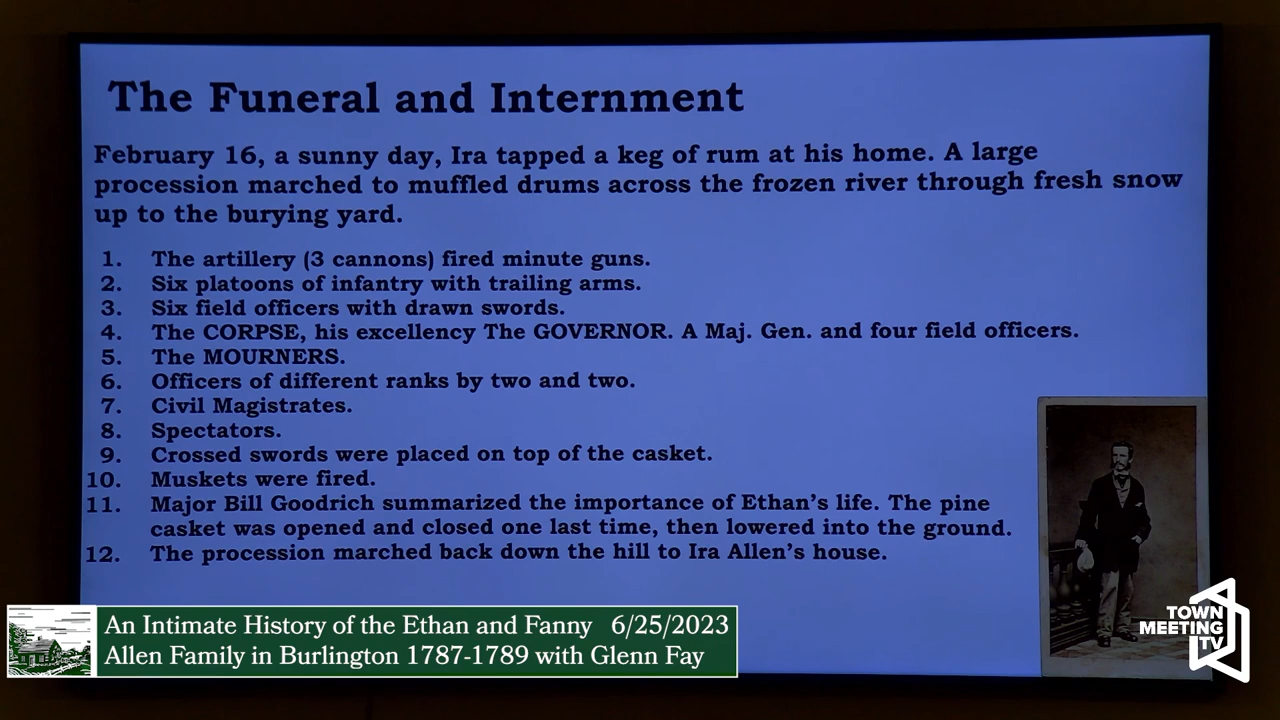 The Funeral and Internment
February 16, a sunny day, Ira tapped a keg of rum at his home. A large
procession marched to muffled drums across the frozen river through fresh snow
up to the burying yard.
1. The artillery (3 cannons) fired minute guns.
2. Six platoons of infantry with trailing arms.
3. Six field officers with drawn swords.
4. The CORPSE, his excellency The GOVERNOR. A Maj. Gen. and four field officers.
5. The MOURNERS.
6. Officers of different ranks by two and two.
7. Civil Magistrates.
8. Spectators.
9. Crossed swords were placed on top of the casket.
10. Muskets were fired.
11. Major Bill Goodrich summarized the importance of Ethan's life. The pine
casket was opened and closed one last time, then lowered into the ground.
12. The procession marched back down the hill to Ira Allen's house.
An Intimate History of the Ethan and Fanny 6/25/2023
Allen Family in Burlington 1787-1789 with Glenn Fay
TOWN
MEETING
TV